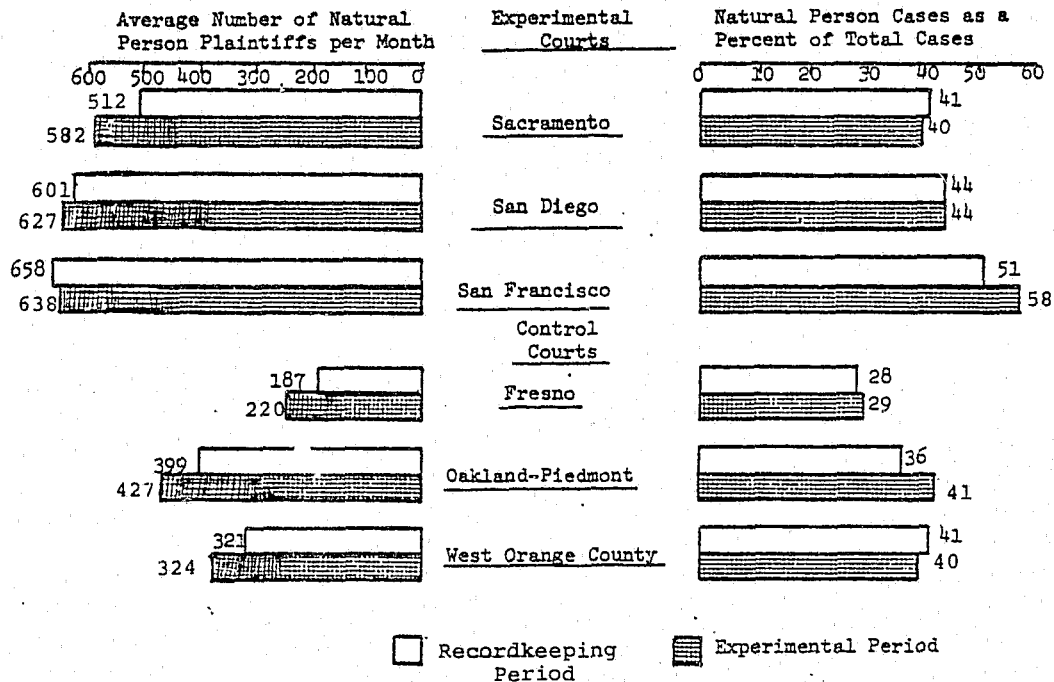 Average Number of Natural
Person Plaintiffs per Month
Experimental
Courts
Natural Person Cases as a
Percent of Total Cases
600 500 400 300 200 100 0
0 10 20 30 40 50 60
512
582
Sacramento
41
40
601
627
San Diego
44
44
658
638
San Francisco
51
58
Control
Courts
187
220
Fresno
28
29
399
427
Oakland--Piedmont
36
41
321
324
West Orange County
41
40
Recordkeeping
Period
Experimental Period